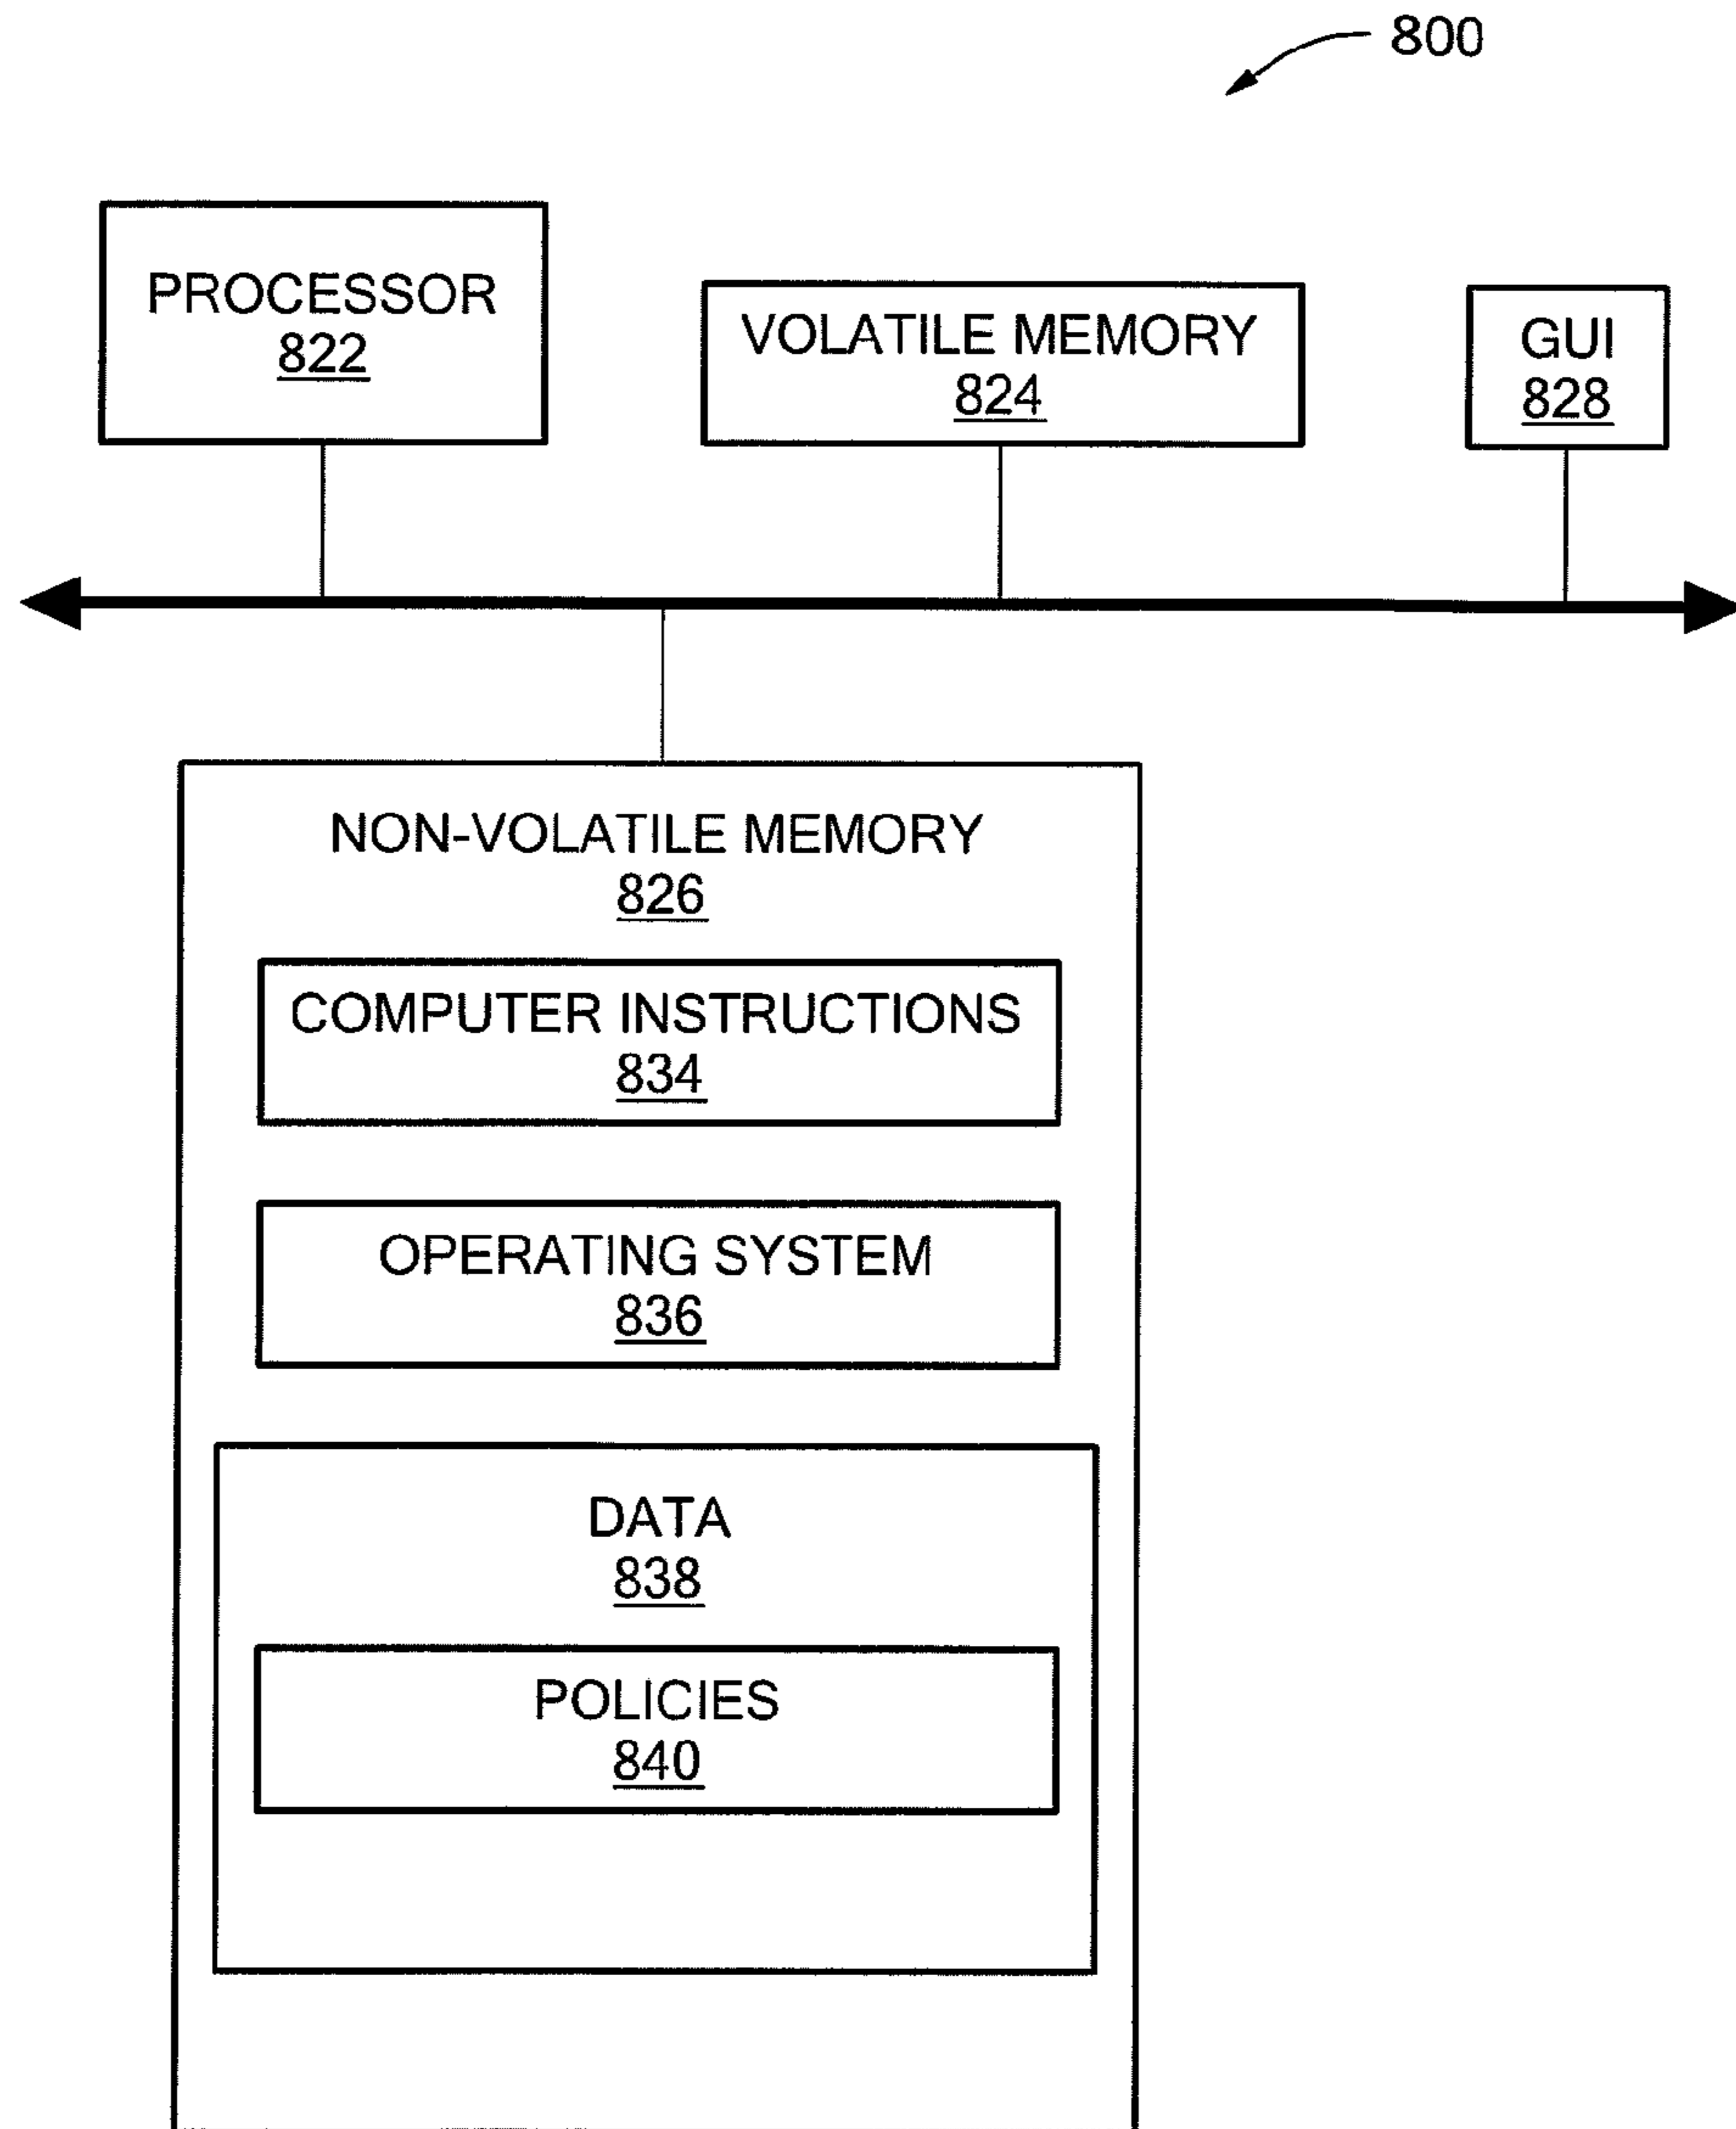 800
PROCESSOR
822
VOLATILE MEMORY
824
GUI
828
NON-VOLATILE MEMORY
826
COMPUTER INSTRUCTIONS
834
OPERATING SYSTEM
836
DATA
838
POLICIES
840